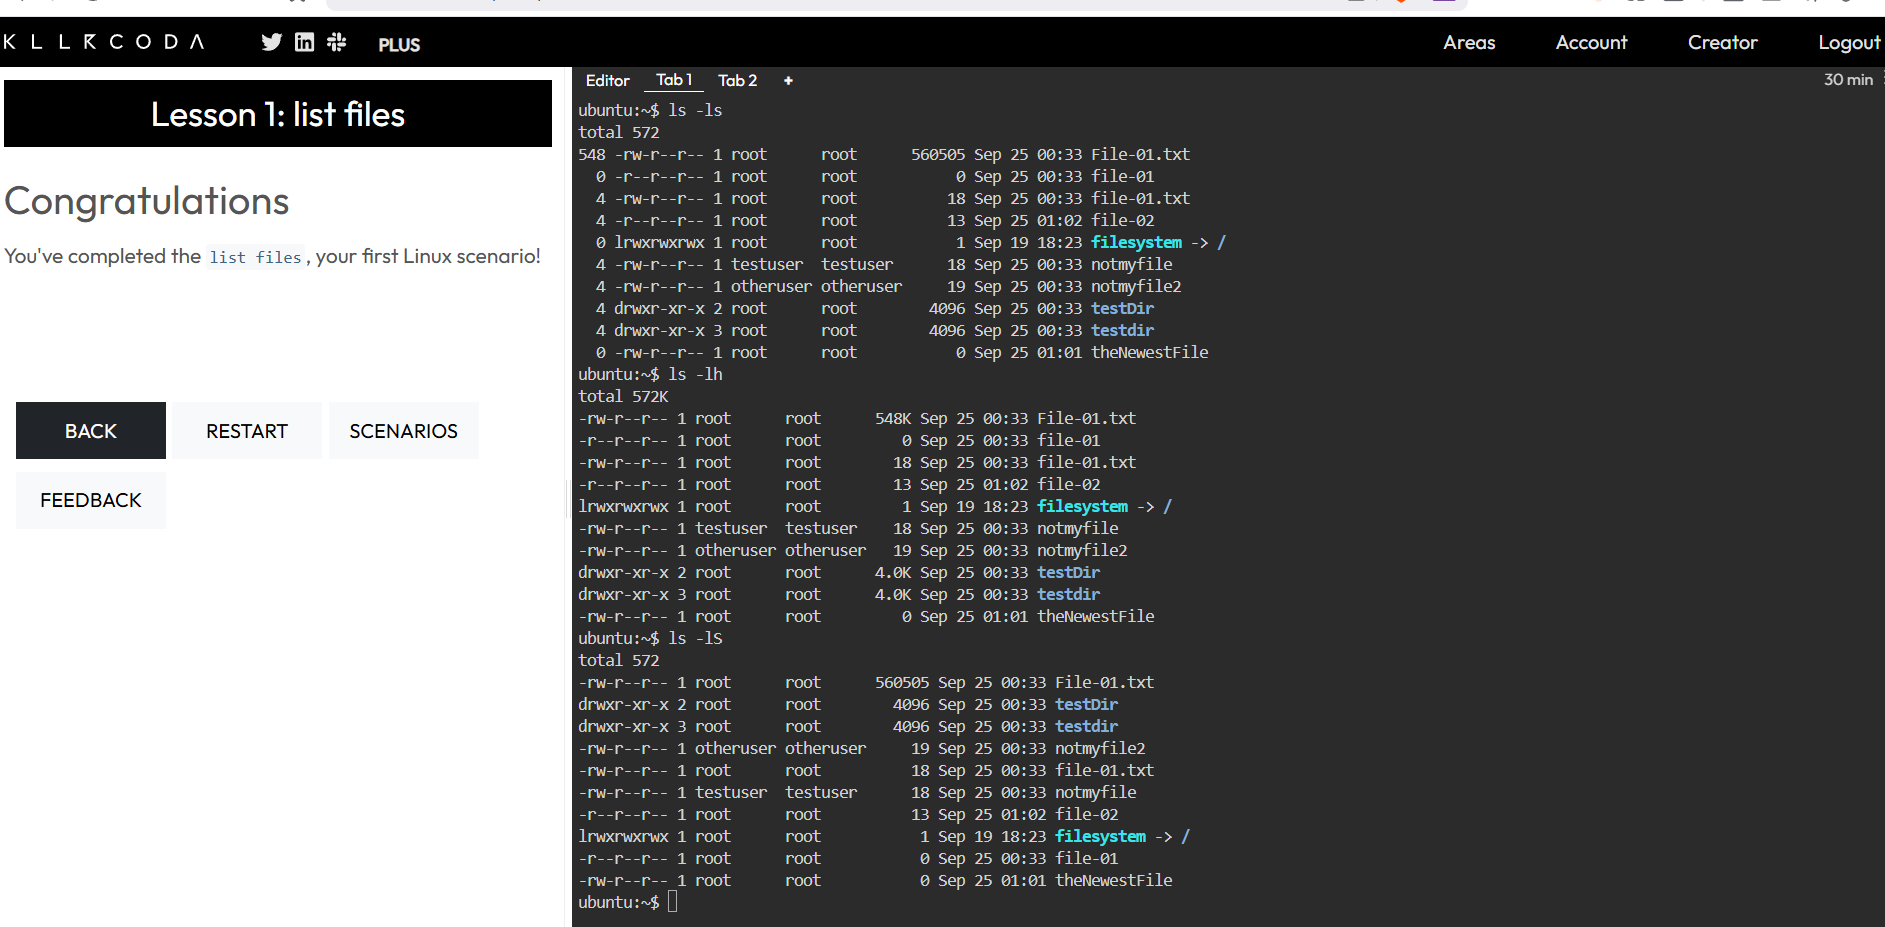 KLLRCODA PLUS Areas Account Creator Logout
Lesson 1: list files
Congratulations
You've completed the list files, your first Linux scenario!
BACK RESTART SCENARIOS
FEEDBACK
Editor Tab 1 Tab 2 + 30 min
ubuntu:~$ ls -ls
total 572
548 -rw-r--r-- 1 root      root      560505 Sep 25 00:33 File-01.txt
  0 -r--r--r-- 1 root      root           0 Sep 25 00:33 file-01
  4 -rw-r--r-- 1 root      root          18 Sep 25 00:33 file-01.txt
  4 -r--r--r-- 1 root      root          13 Sep 25 01:02 file-02
  0 lrwxrwxrwx 1 root      root           1 Sep 19 18:23 filesystem -> /
  4 -rw-r--r-- 1 testuser  testuser      18 Sep 25 00:33 notmyfile
  4 -rw-r--r-- 1 otheruser otheruser     19 Sep 25 00:33 notmyfile2
  4 drwxr-xr-x 2 root      root        4096 Sep 25 00:33 testDir
  4 drwxr-xr-x 3 root      root        4096 Sep 25 00:33 testdir
  0 -rw-r--r-- 1 root      root           0 Sep 25 01:01 theNewestFile
ubuntu:~$ ls -lh
total 572K
-rw-r--r-- 1 root      root      548K Sep 25 00:33 File-01.txt
-r--r--r-- 1 root      root         0 Sep 25 00:33 file-01
-rw-r--r-- 1 root      root        18 Sep 25 00:33 file-01.txt
-r--r--r-- 1 root      root        13 Sep 25 01:02 file-02
lrwxrwxrwx 1 root      root         1 Sep 19 18:23 filesystem -> /
-rw-r--r-- 1 testuser  testuser    18 Sep 25 00:33 notmyfile
-rw-r--r-- 1 otheruser otheruser   19 Sep 25 00:33 notmyfile2
drwxr-xr-x 2 root      root      4.0K Sep 25 00:33 testDir
drwxr-xr-x 3 root      root      4.0K Sep 25 00:33 testdir
-rw-r--r-- 1 root      root         0 Sep 25 01:01 theNewestFile
ubuntu:~$ ls -lS
total 572
-rw-r--r-- 1 root      root      560505 Sep 25 00:33 File-01.txt
drwxr-xr-x 2 root      root        4096 Sep 25 00:33 testDir
drwxr-xr-x 3 root      root        4096 Sep 25 00:33 testdir
-rw-r--r-- 1 otheruser otheruser     19 Sep 25 00:33 notmyfile2
-rw-r--r-- 1 root      root          18 Sep 25 00:33 file-01.txt
-rw-r--r-- 1 testuser  testuser      18 Sep 25 00:33 notmyfile
-r--r--r-- 1 root      root          13 Sep 25 01:02 file-02
lrwxrwxrwx 1 root      root           1 Sep 19 18:23 filesystem -> /
-r--r--r-- 1 root      root           0 Sep 25 00:33 file-01
-rw-r--r-- 1 root      root           0 Sep 25 01:01 theNewestFile
ubuntu:~$